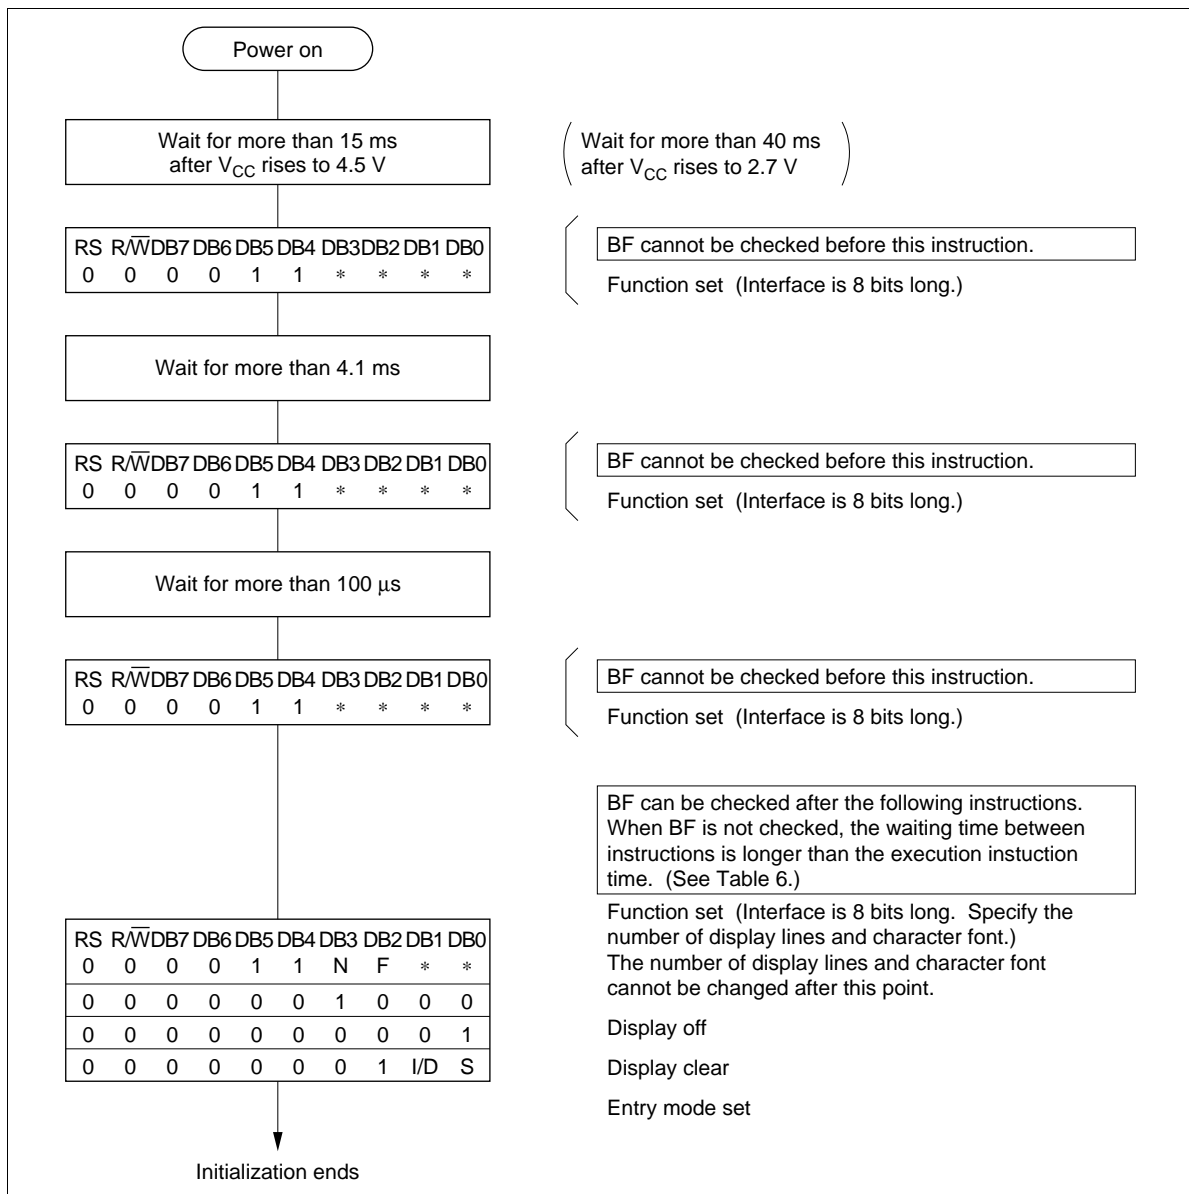 Power on
Wait for more than 15 ms
after VCC rises to 4.5 V
Wait for more than 40 ms
after VCC rises to 2.7 V
RS R/W̅ DB7 DB6 DB5 DB4 DB3 DB2 DB1 DB0
0 0 0 0 1 1 * * * *
BF cannot be checked before this instruction.
Function set (Interface is 8 bits long.)
Wait for more than 4.1 ms
RS R/W̅ DB7 DB6 DB5 DB4 DB3 DB2 DB1 DB0
0 0 0 0 1 1 * * * *
BF cannot be checked before this instruction.
Function set (Interface is 8 bits long.)
Wait for more than 100 µs
RS R/W̅ DB7 DB6 DB5 DB4 DB3 DB2 DB1 DB0
0 0 0 0 1 1 * * * *
BF cannot be checked before this instruction.
Function set (Interface is 8 bits long.)
BF can be checked after the following instructions.
When BF is not checked, the waiting time between
instructions is longer than the execution instuction
time. (See Table 6.)
RS R/W̅ DB7 DB6 DB5 DB4 DB3 DB2 DB1 DB0
0 0 0 0 1 1 N F * *
0 0 0 0 0 0 1 0 0 0
0 0 0 0 0 0 0 0 0 1
0 0 0 0 0 0 0 1 I/D S
Function set (Interface is 8 bits long. Specify the
number of display lines and character font.)
The number of display lines and character font
cannot be changed after this point.
Display off
Display clear
Entry mode set
Initialization ends